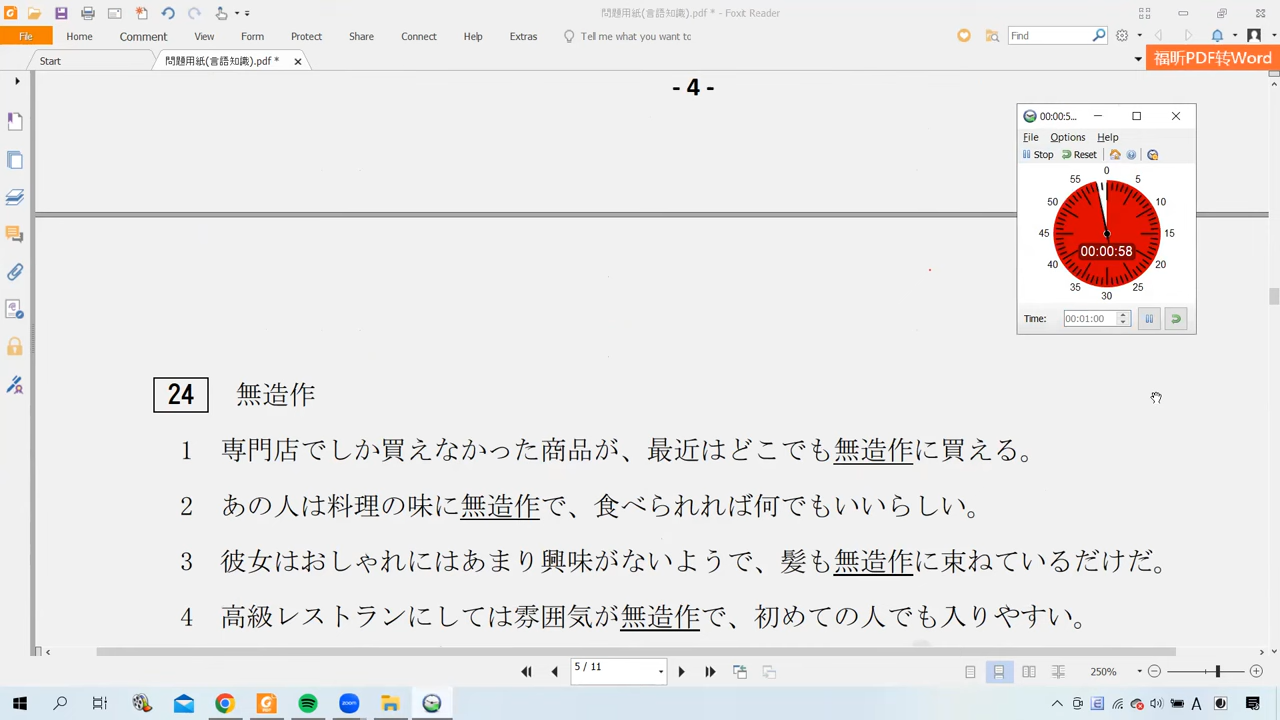 問題用紙(言語知識).pdf * - Foxit Reader
File Home Comment View Form Protect Share Connect Help Extras Tell me what you want to Find
Start 問題用紙(言語知識).pdf *
福昕PDF转Word
- 4 -
00:00:5...
File Options Help
Stop Reset
0
55 5
50 10
45 15
00:00:58
40 20
35 25
30
Time: 00:01:00
24 無造作
1 専門店でしか買えなかった商品が、最近はどこでも無造作に買える。
2 あの人は料理の味に無造作で、食べられれば何でもいいらしい。
3 彼女はおしゃれにはあまり興味がないようで、髪も無造作に束ねているだけだ。
4 高級レストランにしては雰囲気が無造作で、初めての人でも入りやすい。
5 / 11
250%
zoom
A